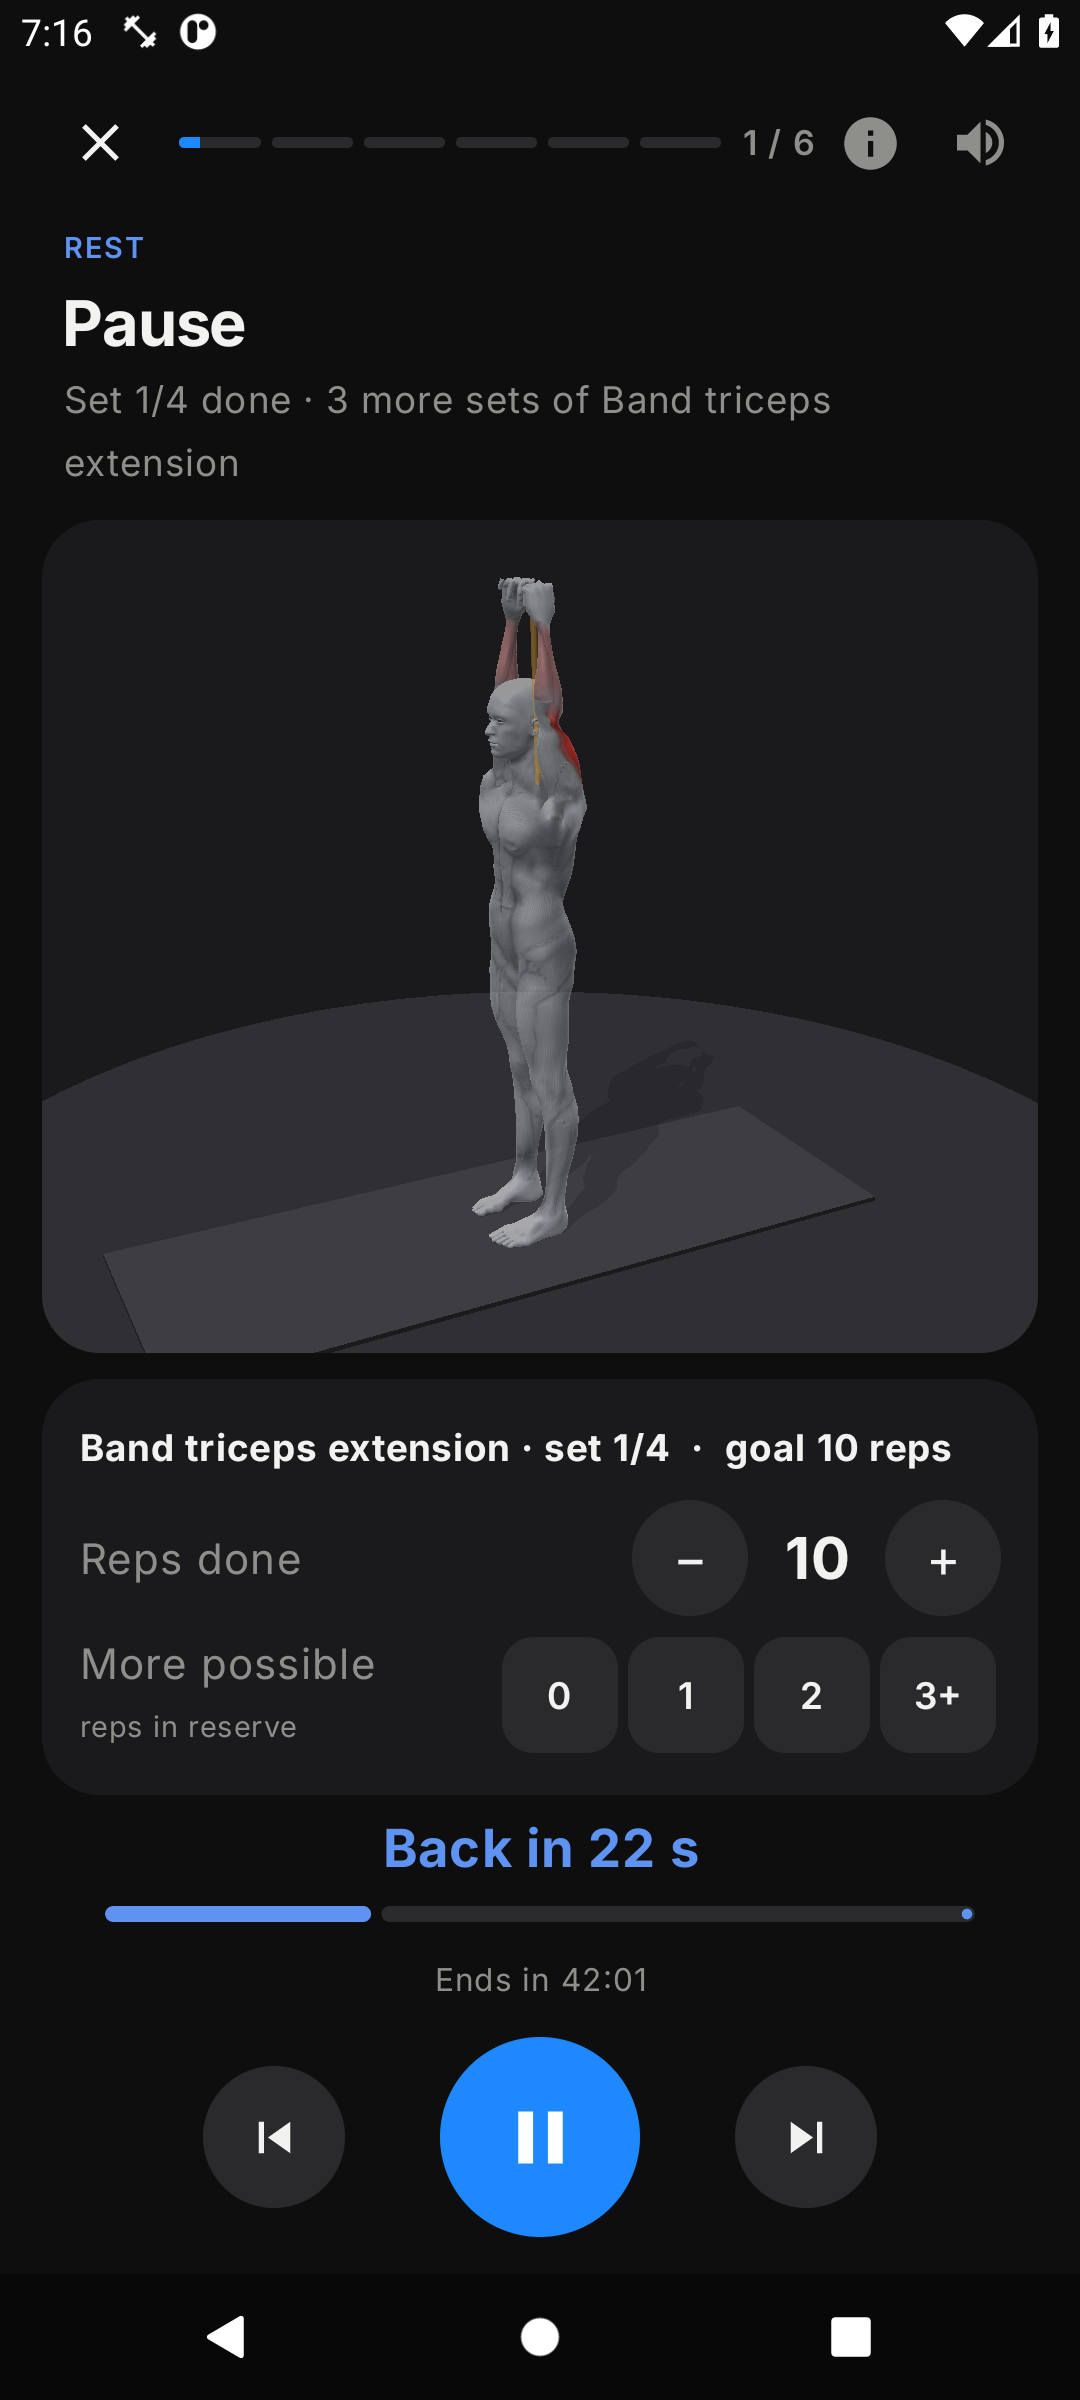 7:16
1 / 6
REST
Pause
Set 1/4 done · 3 more sets of Band triceps
extension
Band triceps extension · set 1/4 · goal 10 reps
Reps done
– 10 +
More possible
reps in reserve
0 1 2 3+
Back in 22 s
Ends in 42:01